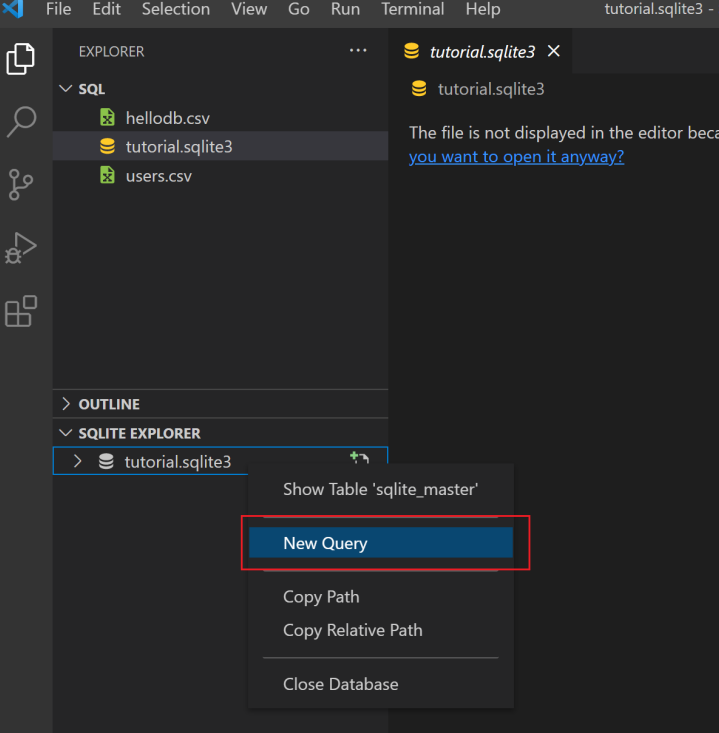 File Edit Selection View Go Run Terminal Help tutorial.sqlite3 -
EXPLORER ...
SQL
hellodb.csv
tutorial.sqlite3
users.csv
OUTLINE
SQLITE EXPLORER
tutorial.sqlite3
Show Table 'sqlite_master'
New Query
Copy Path
Copy Relative Path
Close Database
tutorial.sqlite3
tutorial.sqlite3
The file is not displayed in the editor beca
you want to open it anyway?